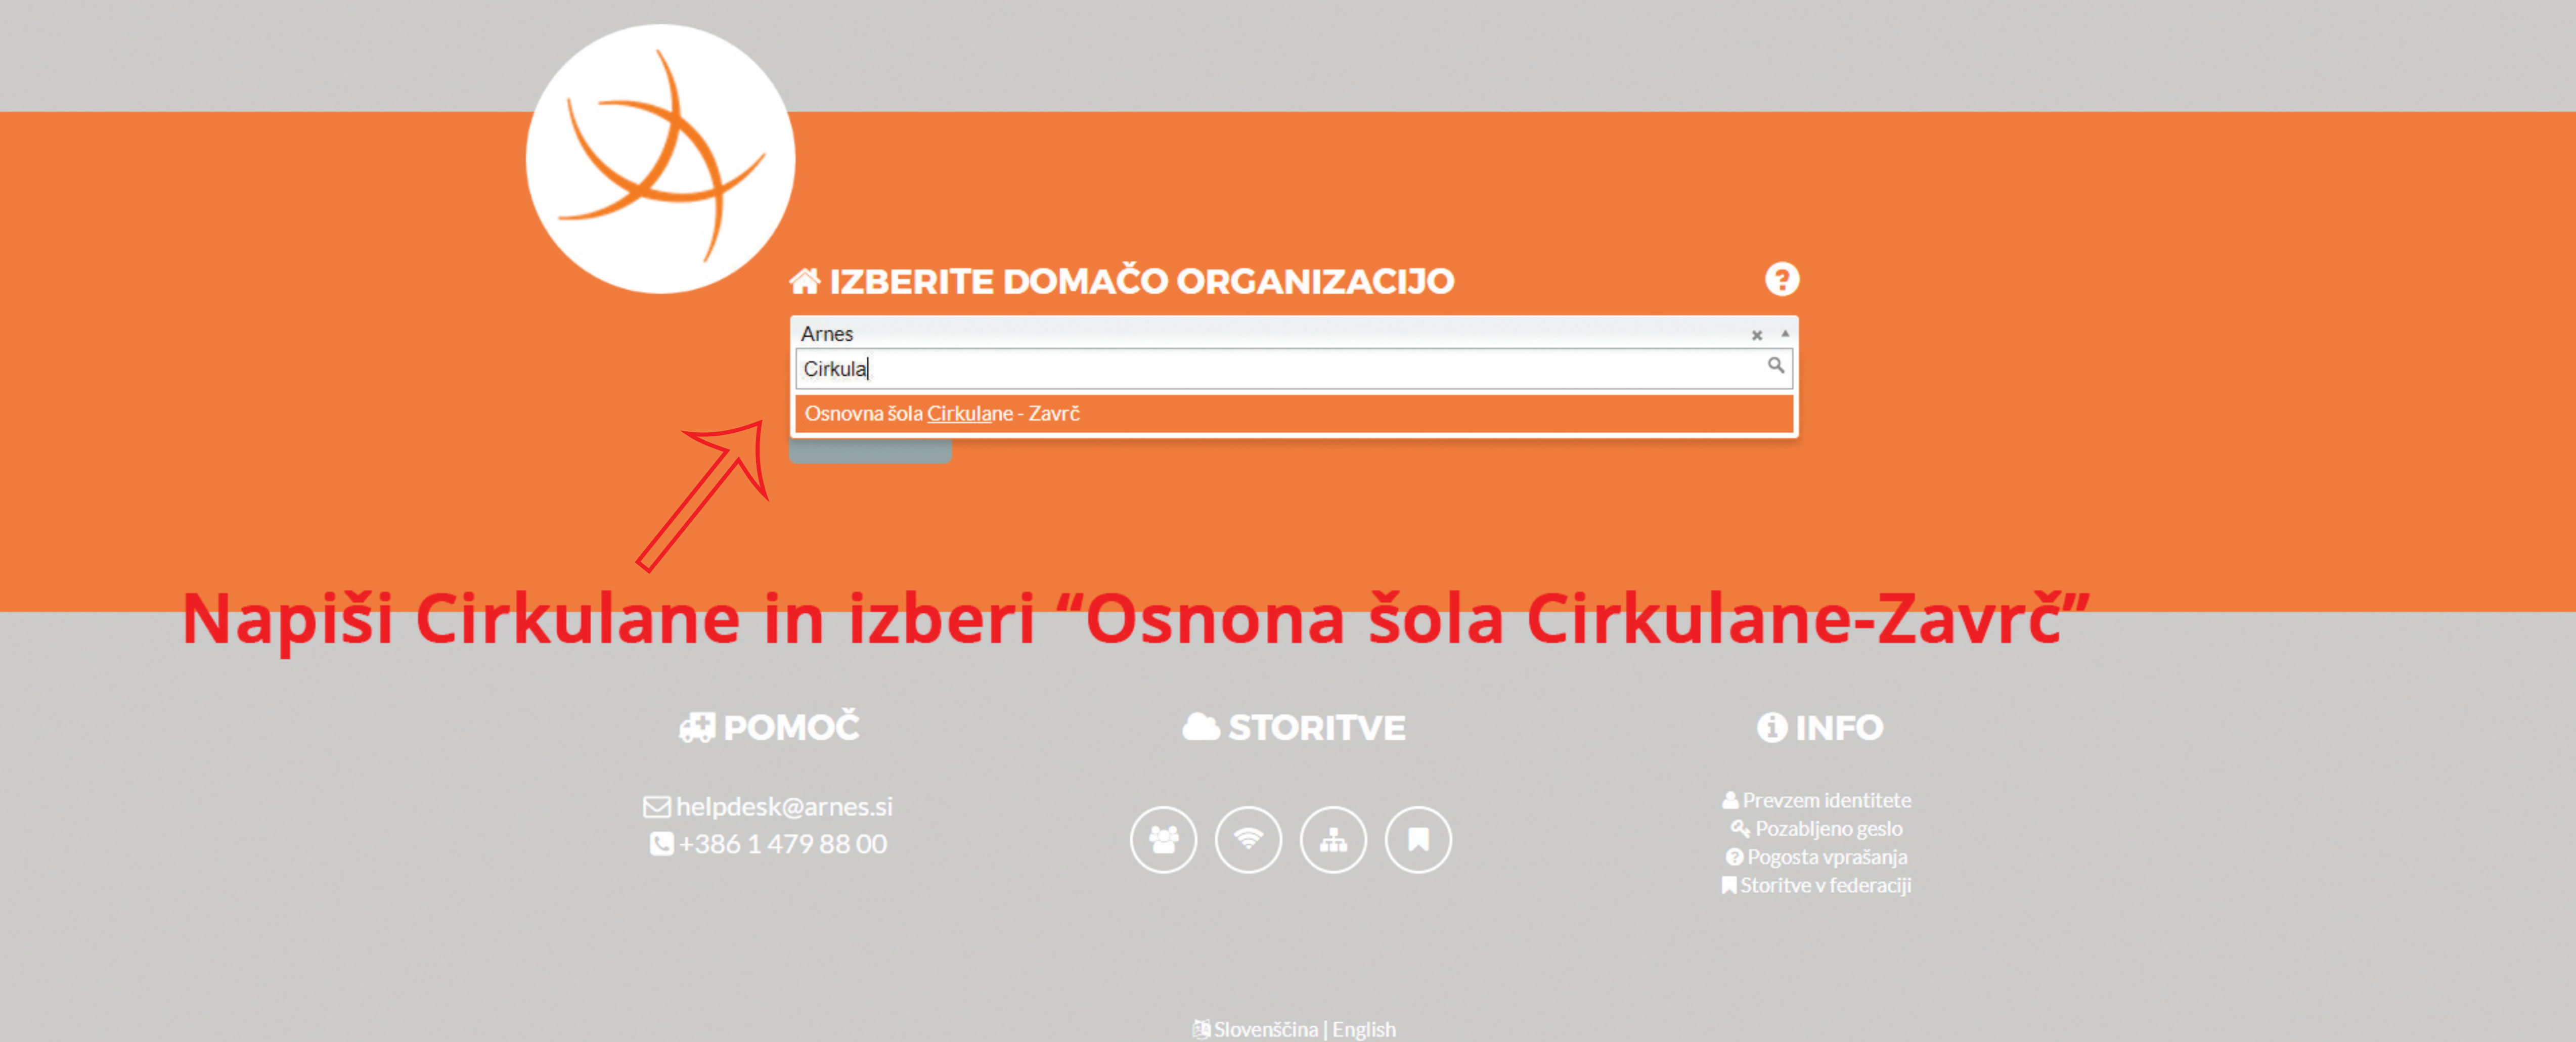 IZBERITE DOMAČO ORGANIZACIJO
Arnes
Cirkula
Osnovna šola Cirkulane - Zavrč
Napiši Cirkulane in izberi “Osnona šola Cirkulane-Zavrč”
POMOČ
helpdesk@arnes.si
+386 1 479 88 00
STORITVE
INFO
Prevzem identitete
Pozabljeno geslo
Pogosta vprašanja
Storitve v federaciji
Slovenščina | English